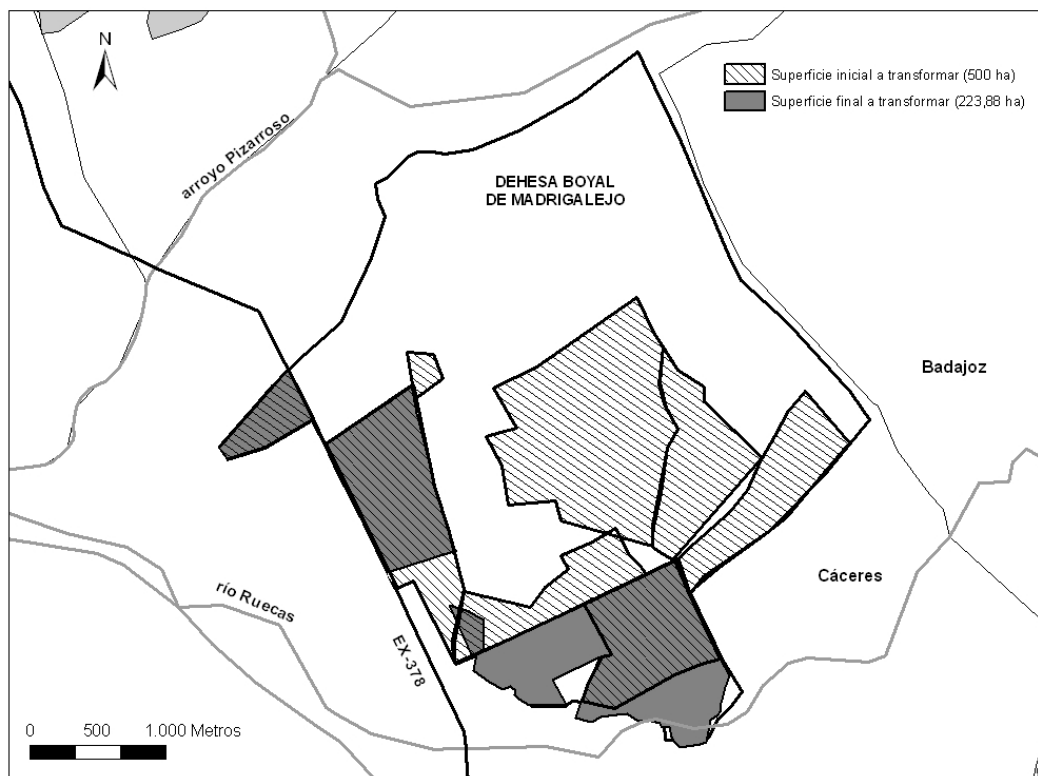 N
Superficie inicial a transformar (500 ha)
Superficie final a transformar (223,88 ha)
arroyo Pizarroso
DEHESA BOYAL
DE MADRIGALEJO
Badajoz
Cáceres
río Ruecas
EX-378
0 500 1.000 Metros